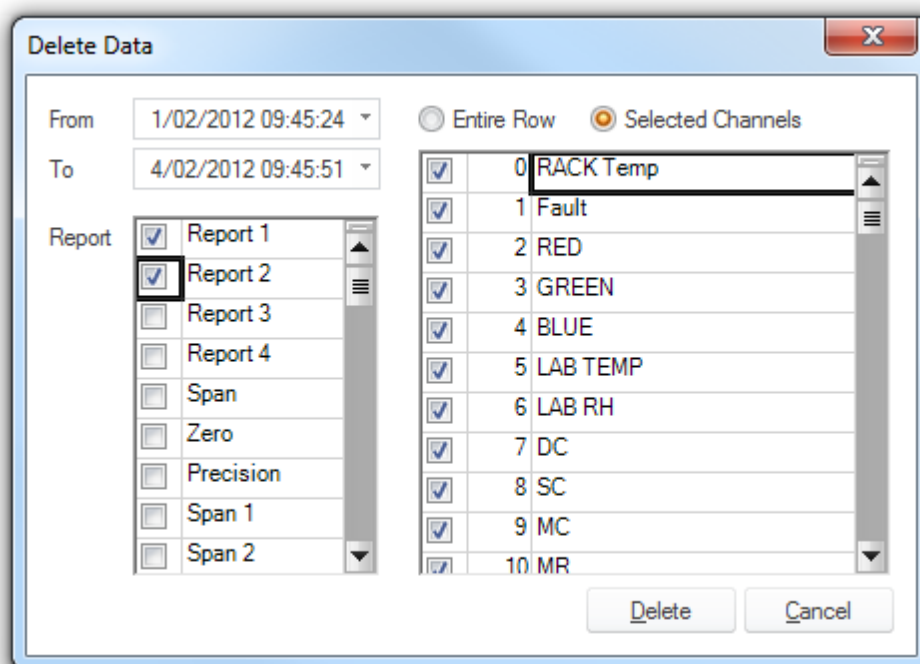 Delete Data
From 1/02/2012 09:45:24
To 4/02/2012 09:45:51
Report
Report 1
Report 2
Report 3
Report 4
Span
Zero
Precision
Span 1
Span 2
Entire Row Selected Channels
0 RACK Temp
1 Fault
2 RED
3 GREEN
4 BLUE
5 LAB TEMP
6 LAB RH
7 DC
8 SC
9 MC
10 MR
Delete Cancel